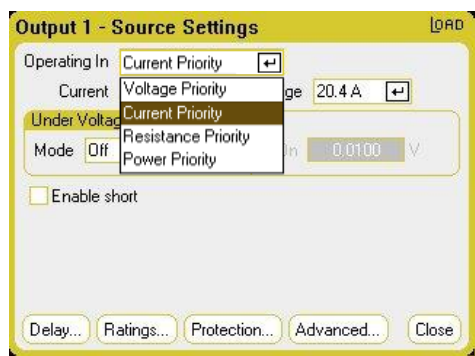 Output 1 - Source Settings LOAD
Operating In Current Priority
Voltage Priority
Current Priority
Resistance Priority
Power Priority
Current ge 20.4 A
Under Voltag
Mode Off On 0.0100 V
Enable short
Delay... Ratings... Protection... Advanced... Close